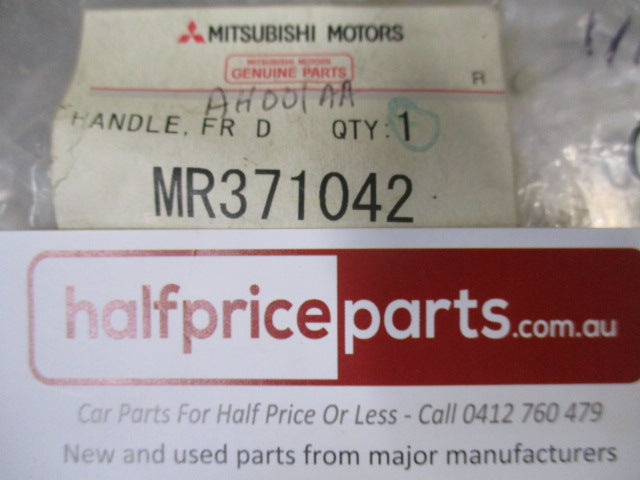 MITSUBISHI MOTORS
MITSUBISHI MOTORS
GENUINE PARTS
R
AH001AA
HANDLE, FR D QTY: 1
MR371042
halfpriceparts.com.au
Car Parts For Half Price Or Less - Call 0412 760 479
New and used parts from major manufacturers